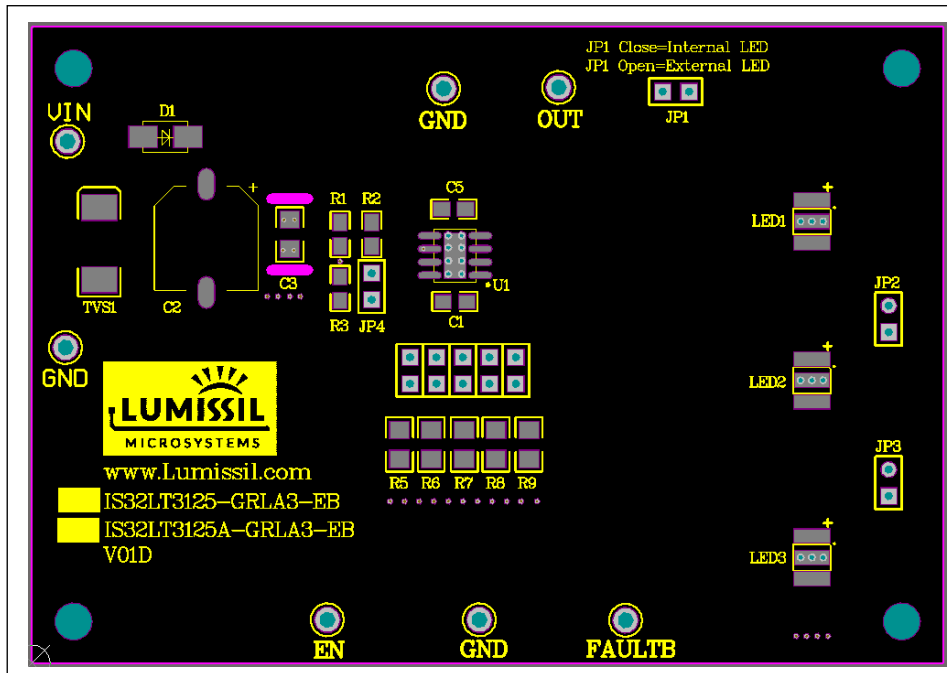 JP1 Close=Internal LED
JP1 Open=External LED
VIN
D1
GND
OUT
JP1
R1
R2
C5
LED1
TVS1
C2
C3
U1
JP2
R3
JP4
C1
GND
LED2
LUMISSIL
MICROSYSTEMS
www.Lumissil.com
JP3
R5
R6
R7
R8
R9
IS32LT3125-GRLA3-EB
IS32LT3125A-GRLA3-EB
V01D
LED3
EN
GND
FAULTB